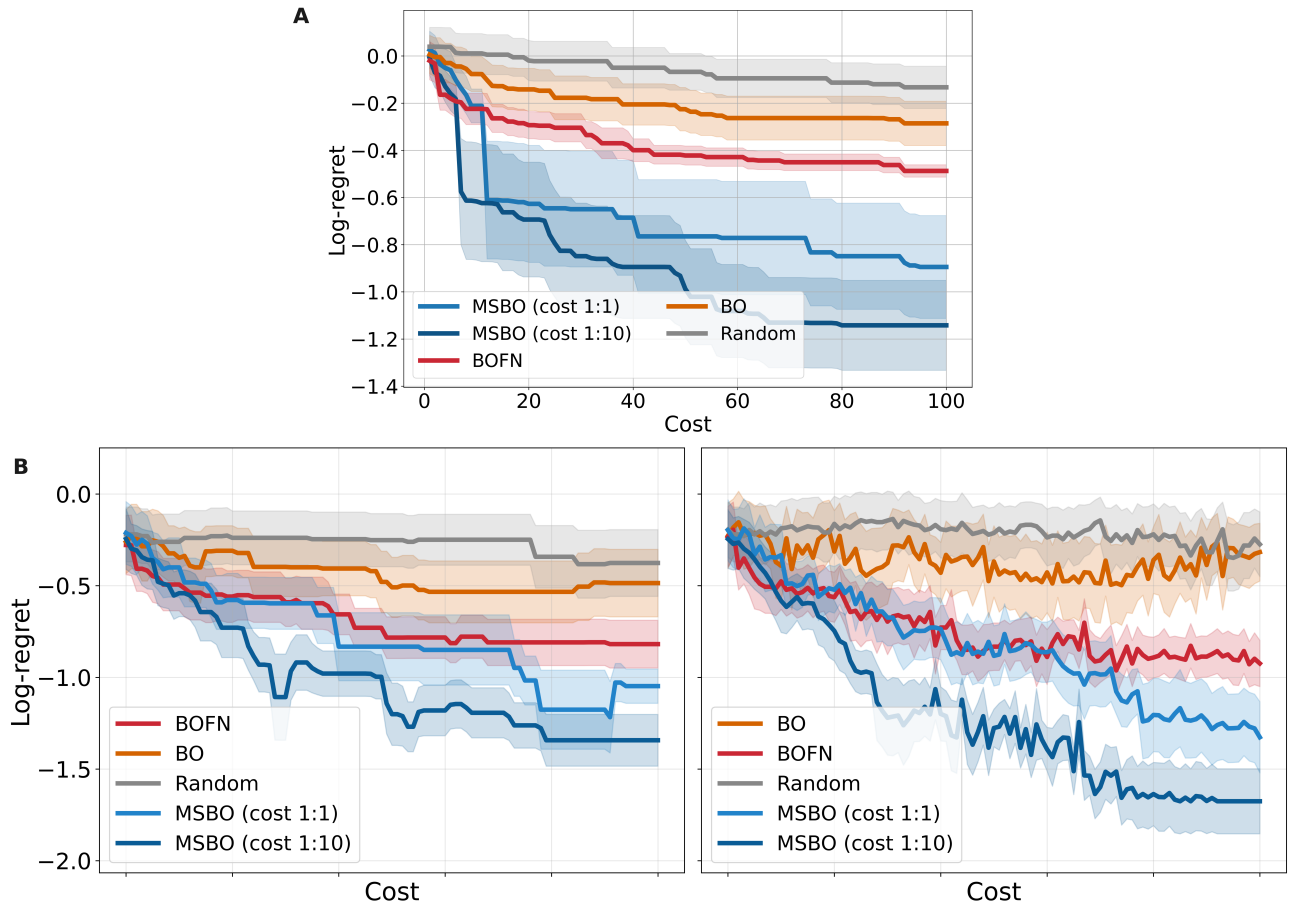 A
0.0
−0.2
−0.4
−0.6
−0.8
−1.0
−1.2
−1.4
Log-regret
MSBO (cost 1:1)
MSBO (cost 1:10)
BOFN
BO
Random
0 20 40 60 80 100
Cost
B
0.0
−0.5
−1.0
−1.5
−2.0
Log-regret
BOFN
BO
Random
MSBO (cost 1:1)
MSBO (cost 1:10)
Cost
BO
BOFN
Random
MSBO (cost 1:1)
MSBO (cost 1:10)
Cost